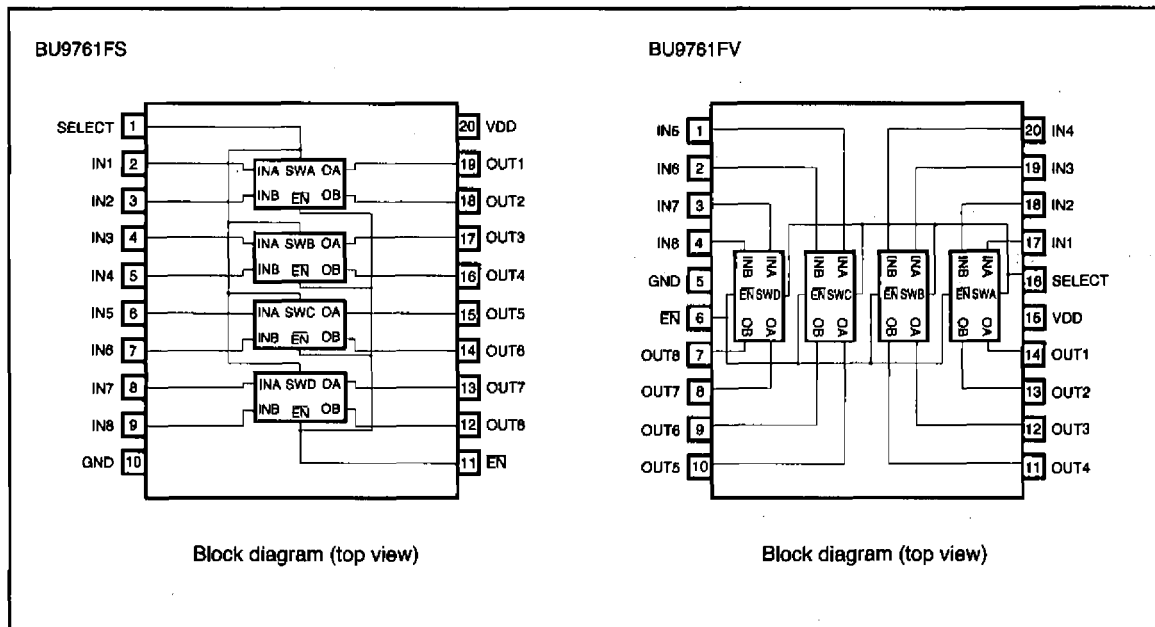 BU9761FS
SELECT 1
20 VDD
IN1 2
INA SWA OA
19 OUT1
IN2 3
INB EN OB
18 OUT2
IN3 4
INA SWB OA
17 OUT3
IN4 5
INB EN OB
16 OUT4
IN5 6
INA SWC OA
15 OUT5
IN6 7
INB EN OB
14 OUT6
IN7 8
INA SWD OA
13 OUT7
IN8 9
INB EN OB
12 OUT8
GND 10
11 EN
Block diagram (top view)
BU9761FV
IN5 1
20 IN4
IN6 2
19 IN3
IN7 3
18 IN2
IN8 4
17 IN1
GND 5
16 SELECT
EN 6
15 VDD
OUT8 7
14 OUT1
OUT7 8
13 OUT2
OUT6 9
12 OUT3
OUT5 10
11 OUT4
INB INA
EN SWD
OB OA
INB INA
EN SWC
OB OA
INB INA
EN SWB
OB OA
INB INA
EN SWA
OB OA
Block diagram (top view)